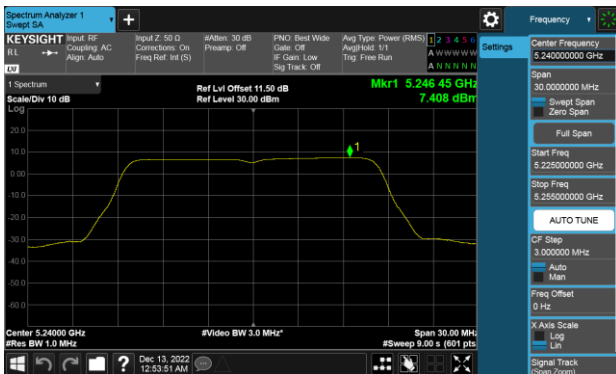 Spectrum Analyzer 1
Swept SA
Frequency
KEYSIGHT
Input: RF
Coupling: AC
Align: Auto
Input Z: 50 Ω
Corrections: On
Freq Ref: Int (S)
#Atten: 30 dB
Preamp: Off
PNO: Best Wide
Gate: Off
IF Gain: Low
Sig Track: Off
Avg Type: Power (RMS)
Avg|Hold: 1/1
Trig: Free Run
1 2 3 4 5 6
A W W W W W
A N N N N N
R L
LXI
Settings
1 Spectrum
Scale/Div 10 dB
Log
Ref Lvl Offset 11.50 dB
Ref Level 30.00 dBm
Mkr1 5.246 45 GHz
7.408 dBm
20.0
10.0
0.00
-10.0
-20.0
-30.0
-40.0
-50.0
-60.0
1
Center 5.24000 GHz
#Res BW 1.0 MHz
#Video BW 3.0 MHz*
Span 30.00 MHz
#Sweep 9.00 s (601 pts)
Center Frequency
5.240000000 GHz
Span
30.0000000 MHz
Swept Span
Zero Span
Full Span
Start Freq
5.225000000 GHz
Stop Freq
5.255000000 GHz
AUTO TUNE
CF Step
3.000000 MHz
Auto
Man
Freq Offset
0 Hz
X Axis Scale
Log
Lin
Signal Track
(Span Zoom)
Dec 13, 2022
12:53:51 AM